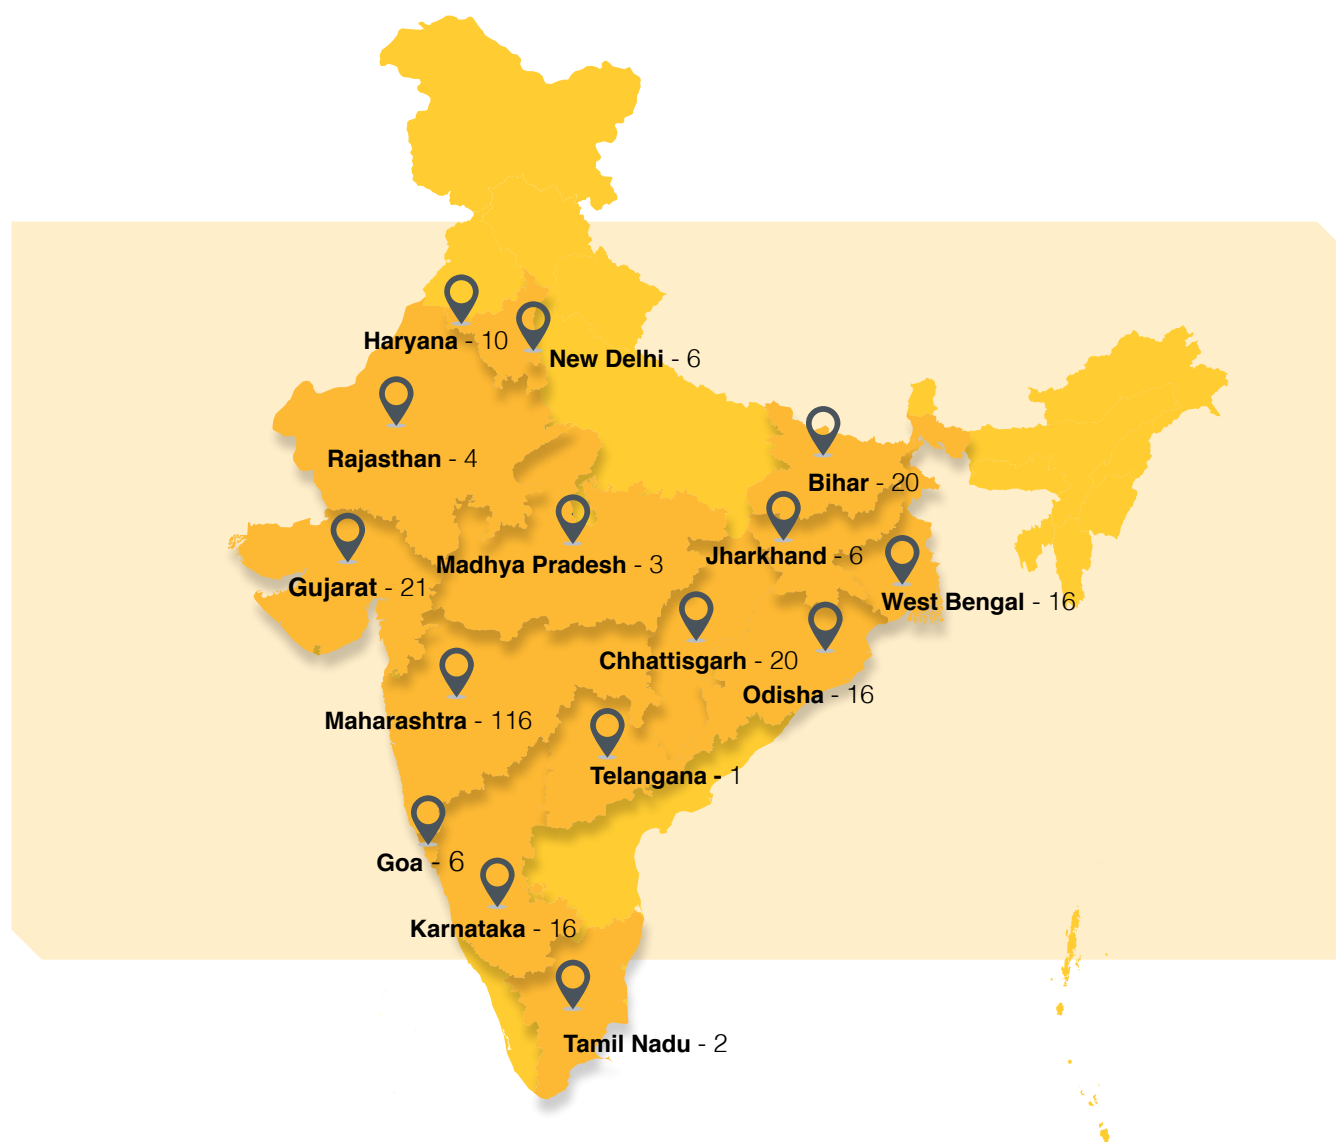 Haryana - 10
New Delhi - 6
Rajasthan - 4
Bihar - 20
Madhya Pradesh - 3
Jharkhand - 6
Gujarat - 21
West Bengal - 16
Chhattisgarh - 20
Odisha - 16
Maharashtra - 116
Telangana - 1
Goa - 6
Karnataka - 16
Tamil Nadu - 2